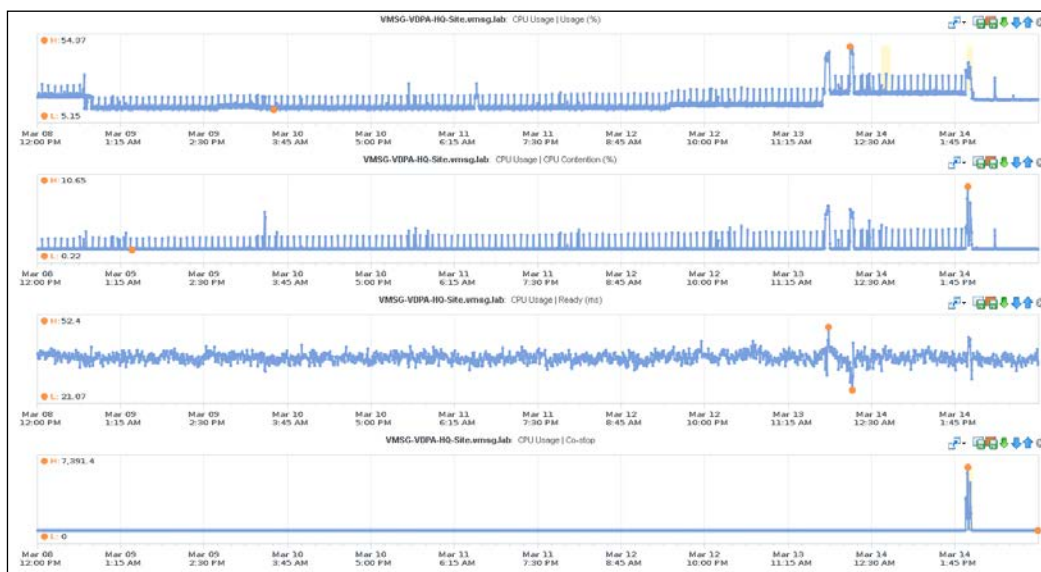 VMSG-VDPA-HQ-Site.vmsg.lab: CPU Usage | Usage (%)
H: 54.97
L: 5.15
Mar 08 Mar 09 Mar 09 Mar 10 Mar 10 Mar 11 Mar 11 Mar 12 Mar 12 Mar 13 Mar 14 Mar 14
12:00 PM 1:15 AM 2:30 PM 3:45 AM 5:00 PM 6:15 AM 7:30 PM 8:45 AM 10:00 PM 11:15 AM 12:30 AM 1:45 PM
VMSG-VDPA-HQ-Site.vmsg.lab: CPU Usage | CPU Contention (%)
H: 10.65
L: 0.22
Mar 08 Mar 09 Mar 09 Mar 10 Mar 10 Mar 11 Mar 11 Mar 12 Mar 12 Mar 13 Mar 14 Mar 14
12:00 PM 1:15 AM 2:30 PM 3:45 AM 5:00 PM 6:15 AM 7:30 PM 8:45 AM 10:00 PM 11:15 AM 12:30 AM 1:45 PM
VMSG-VDPA-HQ-Site.vmsg.lab: CPU Usage | Ready (ms)
H: 52.4
L: 21.07
Mar 08 Mar 09 Mar 09 Mar 10 Mar 10 Mar 11 Mar 11 Mar 12 Mar 12 Mar 13 Mar 14 Mar 14
12:00 PM 1:15 AM 2:30 PM 3:45 AM 5:00 PM 6:15 AM 7:30 PM 8:45 AM 10:00 PM 11:15 AM 12:30 AM 1:45 PM
VMSG-VDPA-HQ-Site.vmsg.lab: CPU Usage | Co-stop
H: 7,391.4
L: 0
Mar 08 Mar 09 Mar 09 Mar 10 Mar 10 Mar 11 Mar 11 Mar 12 Mar 12 Mar 13 Mar 14 Mar 14
12:00 PM 1:15 AM 2:30 PM 3:45 AM 5:00 PM 6:15 AM 7:30 PM 8:45 AM 10:00 PM 11:15 AM 12:30 AM 1:45 PM